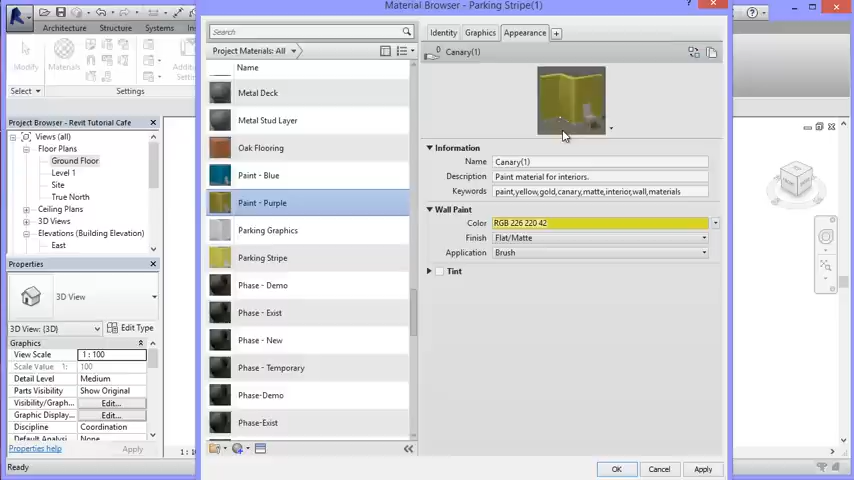 Material Browser - Parking Stripe(1)
Architecture
Structure
Systems
Modify
Materials
Additi
Setting
Select
Settings
Project Browser - Revit Tutorial Cafe
Views (all)
Floor Plans
Ground Floor
Level 1
Site
True North
Ceiling Plans
3D Views
Elevations (Building Elevation)
East
Properties
3D View
3D View: (3D)
Edit Type
Graphics
View Scale 1 : 100
Scale Value 1: 100
Detail Level Medium
Parts Visibility Show Original
Visibility/Graph... Edit...
Graphic Display... Edit...
Discipline Coordination
None
Properties help
Apply
Ready
Search
Project Materials: All
Name
Metal Deck
Metal Stud Layer
Oak Flooring
Paint - Blue
Paint - Purple
Parking Graphics
Parking Stripe
Phase - Demo
Phase - Exist
Phase - New
Phase - Temporary
Phase-Demo
Phase-Exist
Identity
Graphics
Appearance
Canary(1)
Information
Name Canary(1)
Description Paint material for interiors.
Keywords paint,yellow,gold,canary,matte,interior,wall,materials
Wall Paint
Color RGB 226 220 42
Finish Flat/Matte
Application Brush
Tint
OK
Cancel
Apply